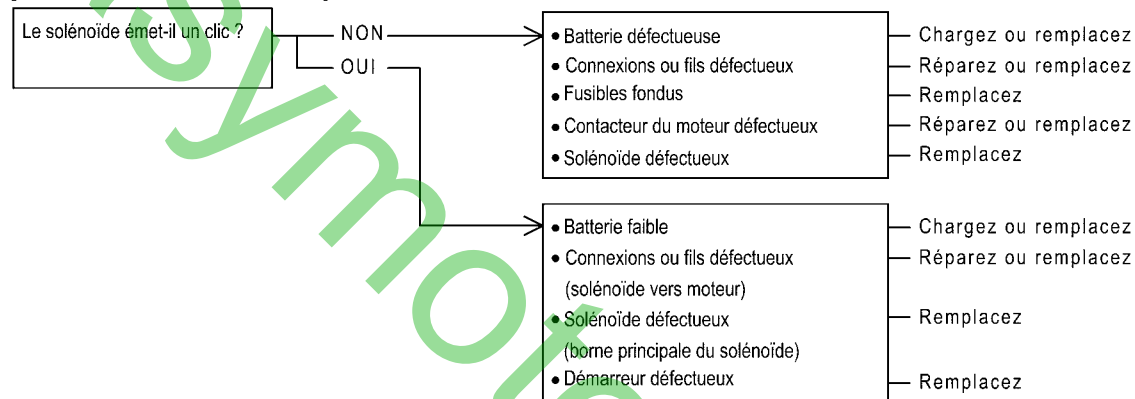 Le solénoïde émet-il un clic ?
NON
OUI
• Batterie défectueuse
Chargez ou remplacez
• Connexions ou fils défectueux
Réparez ou remplacez
• Fusibles fondus
Remplacez
• Contacteur du moteur défectueux
Réparez ou remplacez
• Solénoïde défectueux
Remplacez
• Batterie faible
Chargez ou remplacez
• Connexions ou fils défectueux
Réparez ou remplacez
(solénoïde vers moteur)
• Solénoïde défectueux
Remplacez
(borne principale du solénoïde)
• Démarreur défectueux
Remplacez
symot